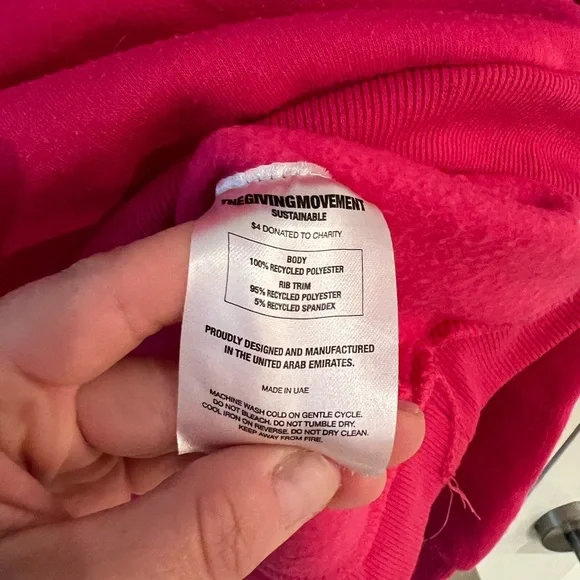 THEGIVINGMOVEMENT
SUSTAINABLE
$4 DONATED TO CHARITY
BODY
100% RECYCLED POLYESTER
RIB TRIM
95% RECYCLED POLYESTER
5% RECYCLED SPANDEX
PROUDLY DESIGNED AND MANUFACTURED
IN THE UNITED ARAB EMIRATES.
MADE IN UAE
MACHINE WASH COLD ON GENTLE CYCLE.
DO NOT BLEACH. DO NOT TUMBLE DRY.
COOL IRON ON REVERSE. DO NOT DRY CLEAN.
KEEP AWAY FROM FIRE.